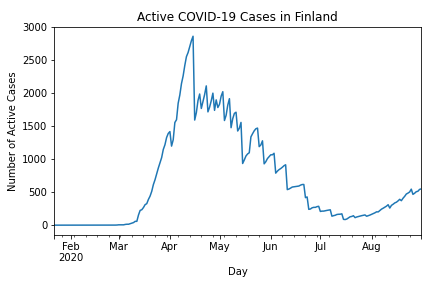 Active COVID-19 Cases in Finland
3000
2500
2000
1500
1000
500
0
Number of Active Cases
Feb Mar Apr May Jun Jul Aug
2020
Day